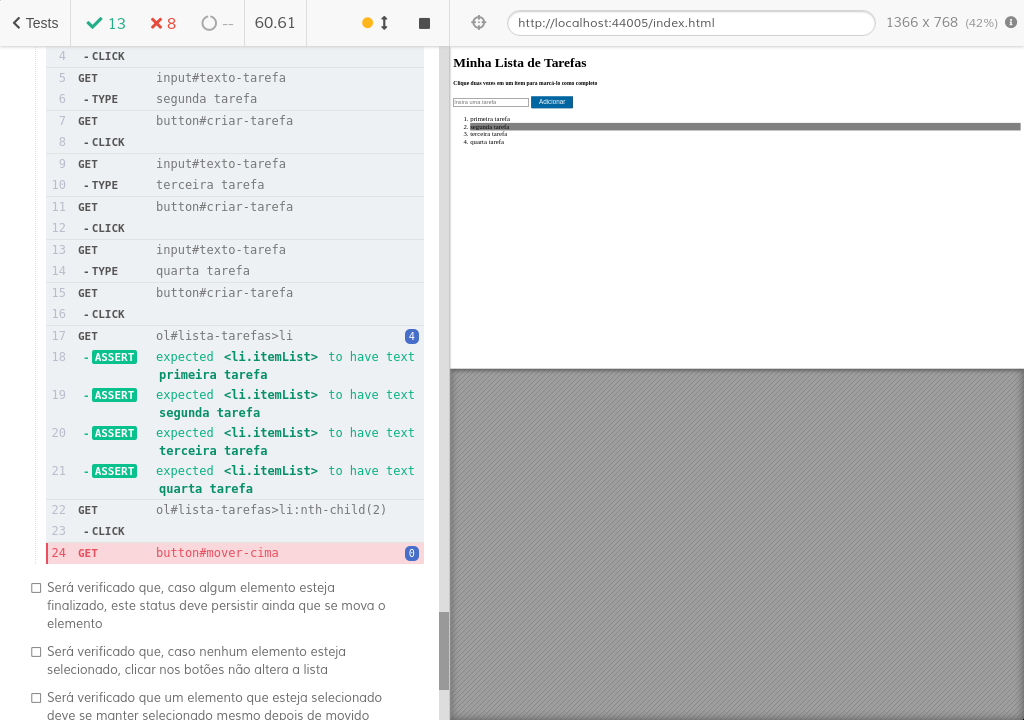 Tests 13 8 -- 60.61 http://localhost:44005/index.html 1366 x 768 (42%)
4 - CLICK
5 GET input#texto-tarefa
6 - TYPE segunda tarefa
7 GET button#criar-tarefa
8 - CLICK
9 GET input#texto-tarefa
10 - TYPE terceira tarefa
11 GET button#criar-tarefa
12 - CLICK
13 GET input#texto-tarefa
14 - TYPE quarta tarefa
15 GET button#criar-tarefa
16 - CLICK
17 GET ol#lista-tarefas>li 4
18 - ASSERT expected <li.itemList> to have text
primeira tarefa
19 - ASSERT expected <li.itemList> to have text
segunda tarefa
20 - ASSERT expected <li.itemList> to have text
terceira tarefa
21 - ASSERT expected <li.itemList> to have text
quarta tarefa
22 GET ol#lista-tarefas>li:nth-child(2)
23 - CLICK
24 GET button#mover-cima 0
Será verificado que, caso algum elemento esteja
finalizado, este status deve persistir ainda que se mova o
elemento
Será verificado que, caso nenhum elemento esteja
selecionado, clicar nos botões não altera a lista
Será verificado que um elemento que esteja selecionado
deve se manter selecionado mesmo depois de movido
Minha Lista de Tarefas
Clique duas vezes em um item para marcá-lo como completo
Insira uma tarefa Adicionar
1. primeira tarefa
2. segunda tarefa
3. terceira tarefa
4. quarta tarefa